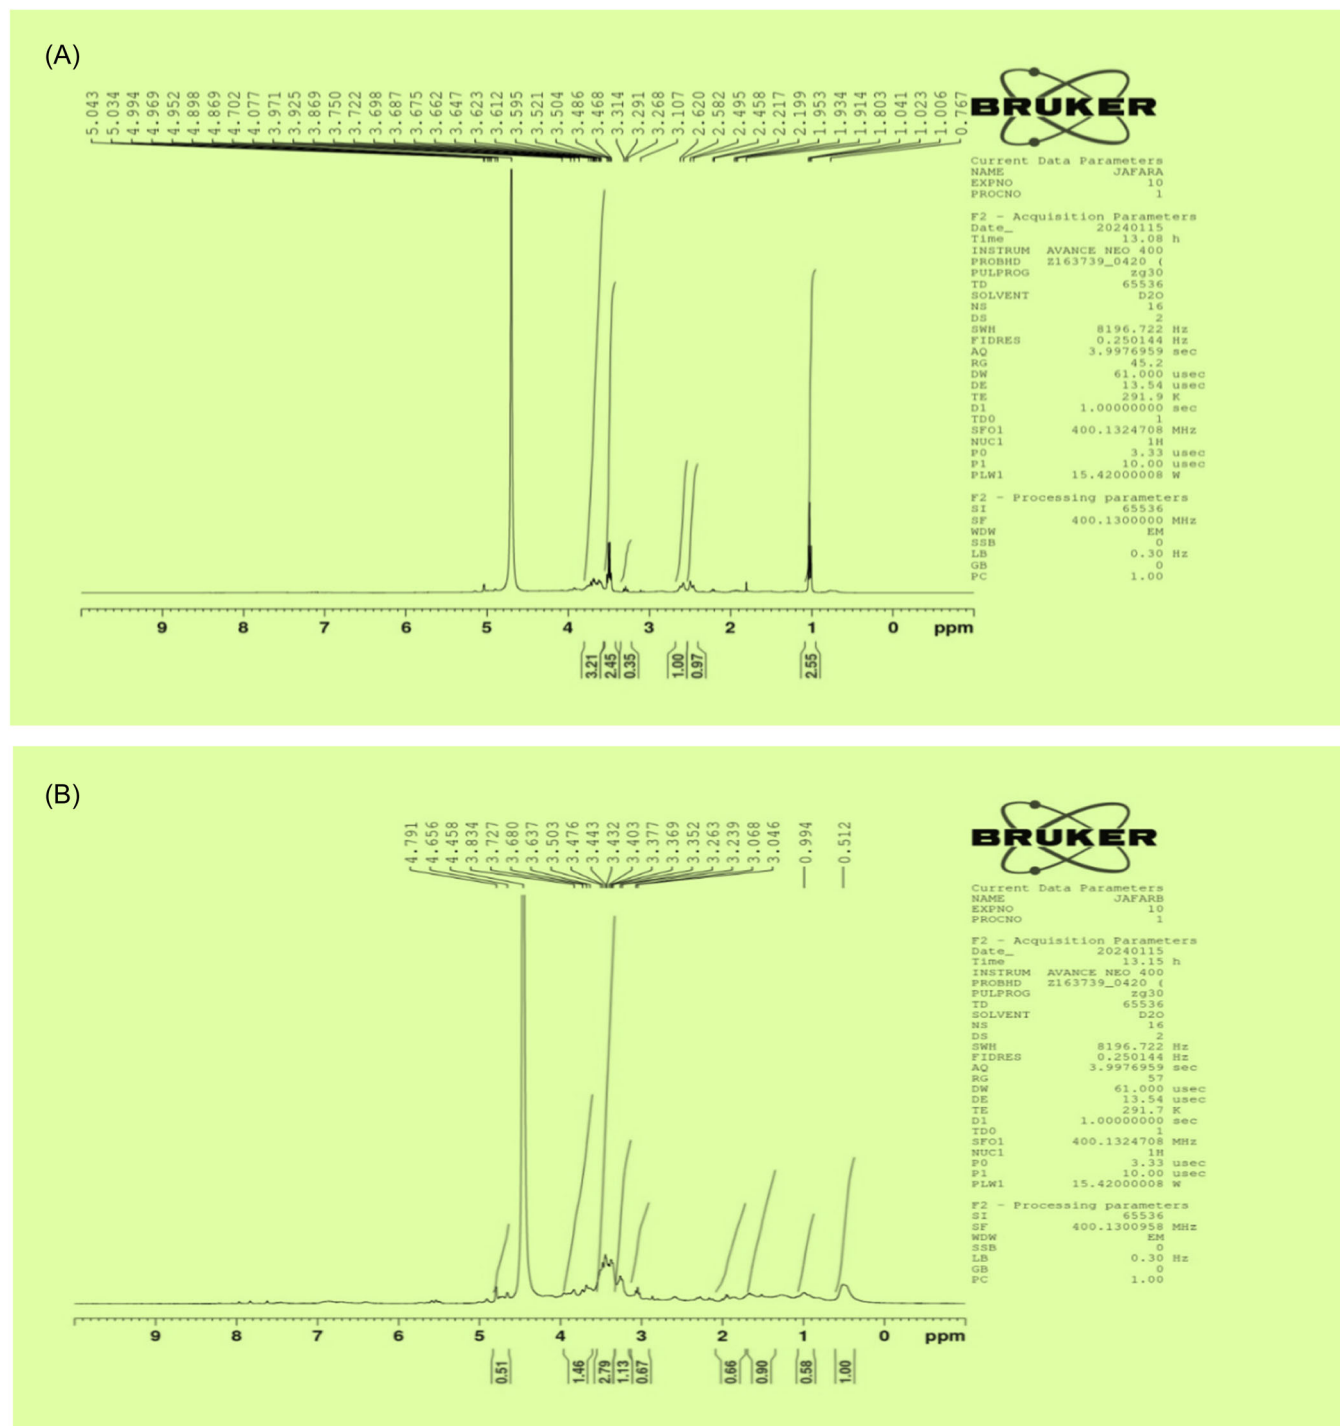 (A)
5.043 5.034 4.994 4.969 4.952 4.898 4.869 4.702 4.077 3.971 3.925 3.869 3.750 3.722 3.698 3.687 3.675 3.662 3.647 3.623 3.612 3.595 3.521 3.504 3.486 3.468 3.314 3.291 3.268 3.107 2.620 2.582 2.495 2.458 2.217 2.199 1.953 1.934 1.914 1.803 1.041 1.023 1.006 0.767
BRUKER
Current Data Parameters
NAME JAFARA
EXPNO 10
PROCNO 1
F2 - Acquisition Parameters
Date_ 20240115
Time 13.08 h
INSTRUM AVANCE NEO 400
PROBHD Z163739_0420 (
PULPROG zg30
TD 65536
SOLVENT D2O
NS 16
DS 2
SWH 8196.722 Hz
FIDRES 0.250144 Hz
AQ 3.9976959 sec
RG 45.2
DW 61.000 usec
DE 13.54 usec
TE 291.9 K
D1 1.00000000 sec
TD0 1
SFO1 400.1324708 MHz
NUC1 1H
P0 3.33 usec
P1 10.00 usec
PLW1 15.42000008 W
F2 - Processing parameters
SI 65536
SF 400.1300000 MHz
WDW EM
SSB 0
LB 0.30 Hz
GB 0
PC 1.00
9 8 7 6 5 4 3 2 1 0 ppm
3.21 2.45 0.35 1.00 0.97 2.55
(B)
4.791 4.656 4.458 3.834 3.727 3.680 3.637 3.503 3.476 3.443 3.432 3.403 3.377 3.369 3.352 3.263 3.239 3.068 3.046 0.994 0.512
BRUKER
Current Data Parameters
NAME JAFARB
EXPNO 10
PROCNO 1
F2 - Acquisition Parameters
Date_ 20240115
Time 13.15 h
INSTRUM AVANCE NEO 400
PROBHD Z163739_0420 (
PULPROG zg30
TD 65536
SOLVENT D2O
NS 16
DS 2
SWH 8196.722 Hz
FIDRES 0.250144 Hz
AQ 3.9976959 sec
RG 57
DW 61.000 usec
DE 13.54 usec
TE 291.7 K
D1 1.00000000 sec
TD0 1
SFO1 400.1324708 MHz
NUC1 1H
P0 3.33 usec
P1 10.00 usec
PLW1 15.42000008 W
F2 - Processing parameters
SI 65536
SF 400.1300958 MHz
WDW EM
SSB 0
LB 0.30 Hz
GB 0
PC 1.00
9 8 7 6 5 4 3 2 1 0 ppm
0.51 1.46 2.79 1.13 0.67 0.66 0.90 0.58 1.00